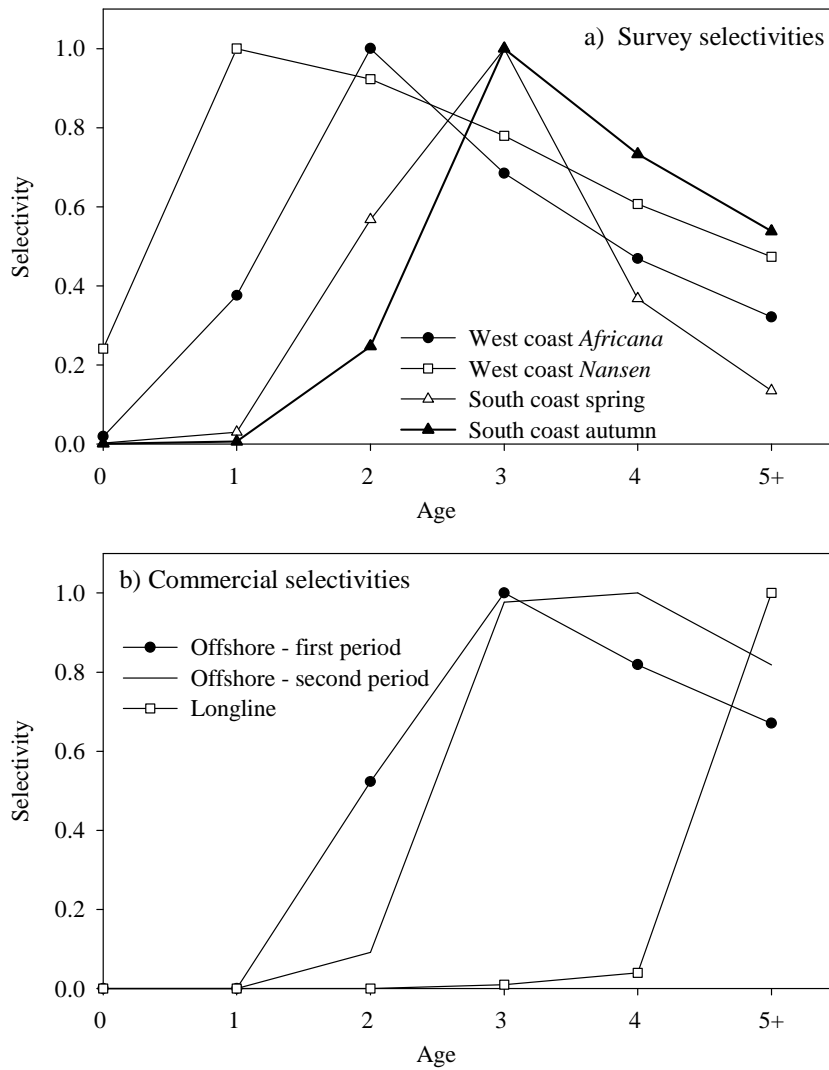 a) Survey selectivities
1.0
0.8
0.6
0.4
0.2
0.0
Selectivity
West coast Africana
West coast Nansen
South coast spring
South coast autumn
0 1 2 3 4 5+
Age
b) Commercial selectivities
1.0
0.8
0.6
0.4
0.2
0.0
Selectivity
Offshore - first period
Offshore - second period
Longline
0 1 2 3 4 5+
Age